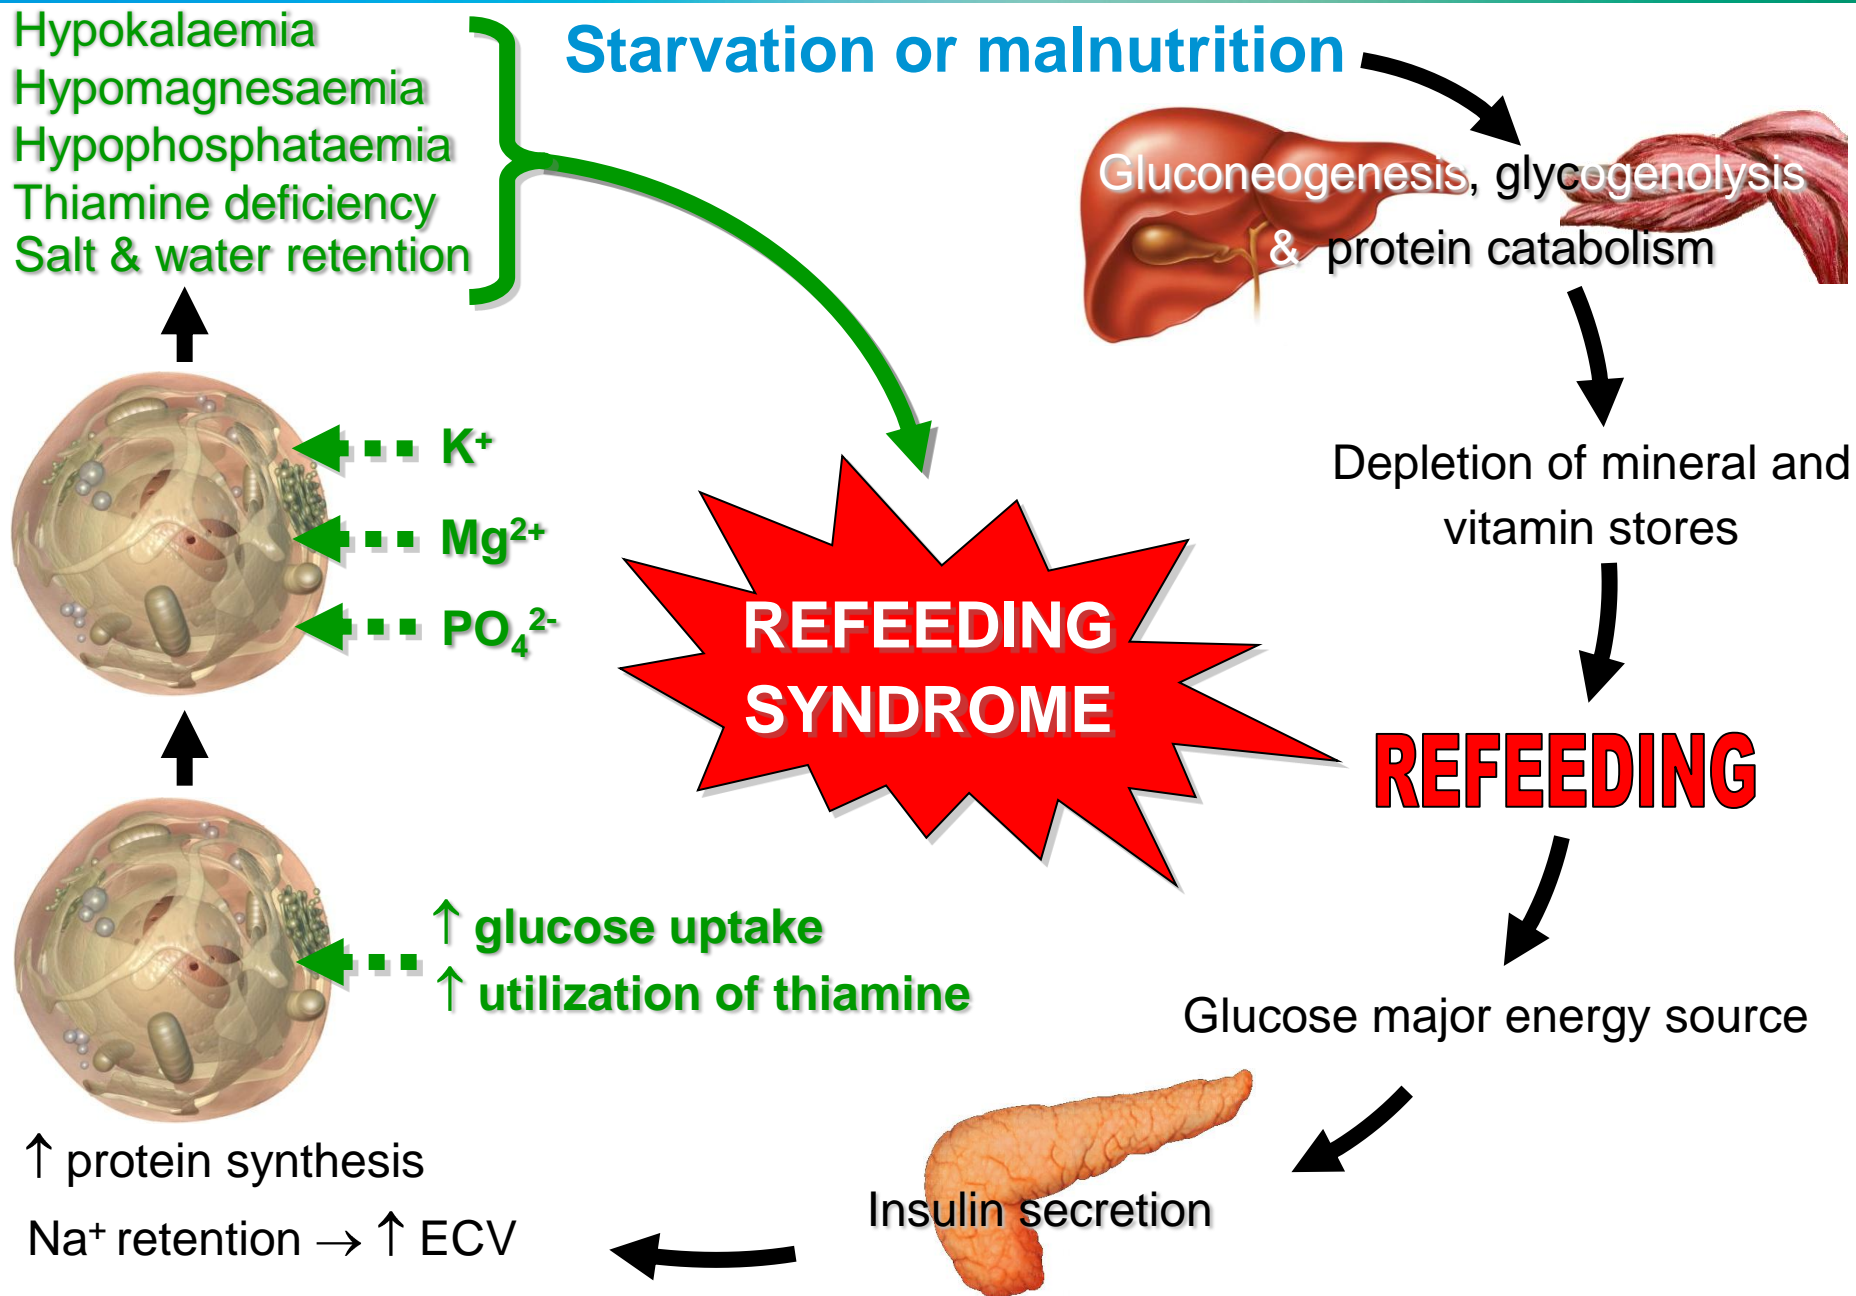 Starvation or malnutrition
Gluconeogenesis, glycogenolysis
& protein catabolism
Depletion of mineral and
vitamin stores
REFEEDING
Glucose major energy source
Insulin secretion
↑ protein synthesis
Na⁺ retention → ↑ ECV
↑ glucose uptake
↑ utilization of thiamine
K⁺
Mg²⁺
PO₄²⁻
Hypokalaemia
Hypomagnesaemia
Hypophosphataemia
Thiamine deficiency
Salt & water retention
REFEEDING
SYNDROME